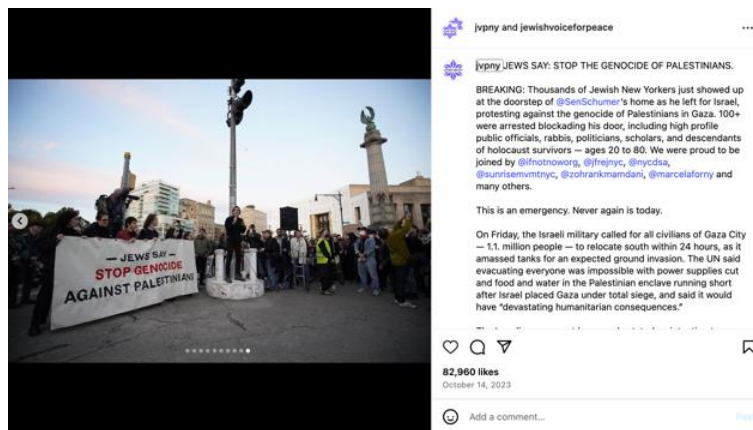 — JEWS SAY —
STOP GENOCIDE
AGAINST PALESTINIANS
jvpny and jewishvoiceforpeace
jvpny JEWS SAY: STOP THE GENOCIDE OF PALESTINIANS.
BREAKING: Thousands of Jewish New Yorkers just showed up
at the doorstep of @SenSchumer's home as he left for Israel,
protesting against the genocide of Palestinians in Gaza. 100+
were arrested blockading his door, including high profile
public officials, rabbis, politicians, scholars, and descendants
of holocaust survivors — ages 20 to 80. We were proud to be
joined by @ifnotnoworg, @jfrejnyc, @nycdsa,
@sunrisemvmtnyc, @zohrankmamdani, @marcelaforny and
many others.
This is an emergency. Never again is today.
On Friday, the Israeli military called for all civilians of Gaza City
— 1.1. million people — to relocate south within 24 hours, as it
amassed tanks for an expected ground invasion. The UN said
evacuating everyone was impossible with power supplies cut
and food and water in the Palestinian enclave running short
after Israel placed Gaza under total siege, and said it would
have “devastating humanitarian consequences.”
82,960 likes
October 14, 2023
Add a comment...